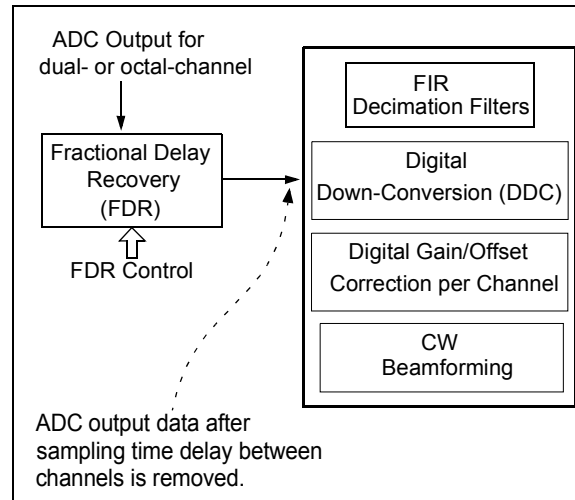 ADC Output for
dual- or octal-channel
Fractional Delay
Recovery
(FDR)
FDR Control
FIR
Decimation Filters
Digital
Down-Conversion (DDC)
Digital Gain/Offset
Correction per Channel
CW
Beamforming
ADC output data after
sampling time delay between
channels is removed.